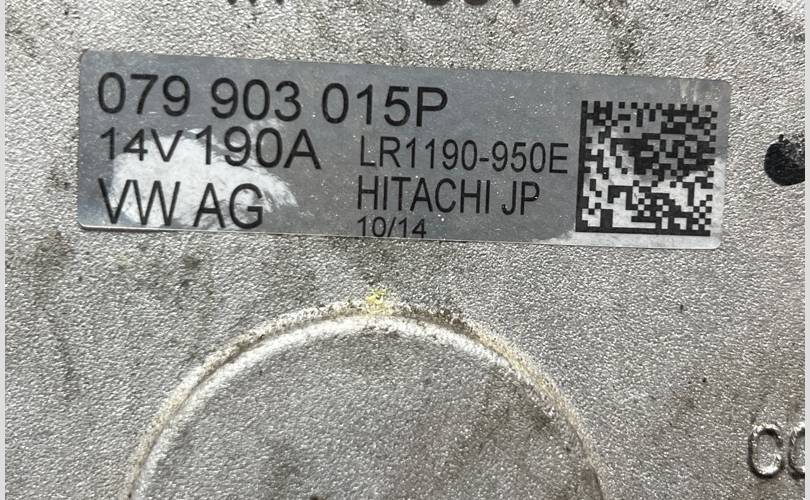 079 903 015P
14V 190A LR1190-950E
VW AG HITACHI JP
10/14